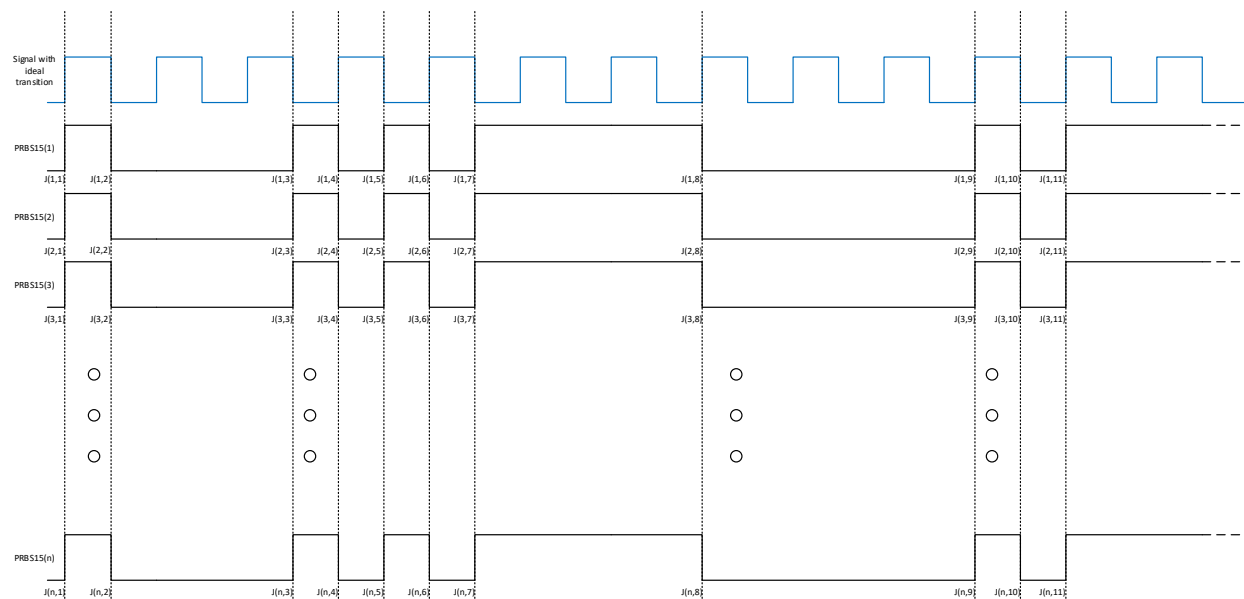 Signal with
ideal
transition
PRBS15(1)
J(1,1) J(1,2) J(1,3) J(1,4) J(1,5) J(1,6) J(1,7) J(1,8) J(1,9) J(1,10) J(1,11)
PRBS15(2)
J(2,1) J(2,2) J(2,3) J(2,4) J(2,5) J(2,6) J(2,7) J(2,8) J(2,9) J(2,10) J(2,11)
PRBS15(3)
J(3,1) J(3,2) J(3,3) J(3,4) J(3,5) J(3,6) J(3,7) J(3,8) J(3,9) J(3,10) J(3,11)
PRBS15(n)
J(n,1) J(n,2) J(n,3) J(n,4) J(n,5) J(n,6) J(n,7) J(n,8) J(n,9) J(n,10) J(n,11)